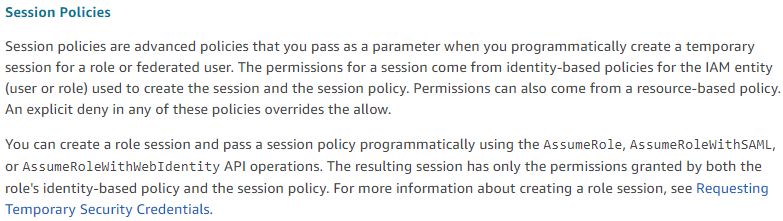 Session Policies
Session policies are advanced policies that you pass as a parameter when you programmatically create a temporary
session for a role or federated user. The permissions for a session come from identity-based policies for the IAM entity
(user or role) used to create the session and the session policy. Permissions can also come from a resource-based policy.
An explicit deny in any of these policies overrides the allow.
You can create a role session and pass a session policy programmatically using the AssumeRole, AssumeRoleWithSAML,
or AssumeRoleWithWebIdentity API operations. The resulting session has only the permissions granted by both the
role's identity-based policy and the session policy. For more information about creating a role session, see Requesting
Temporary Security Credentials.